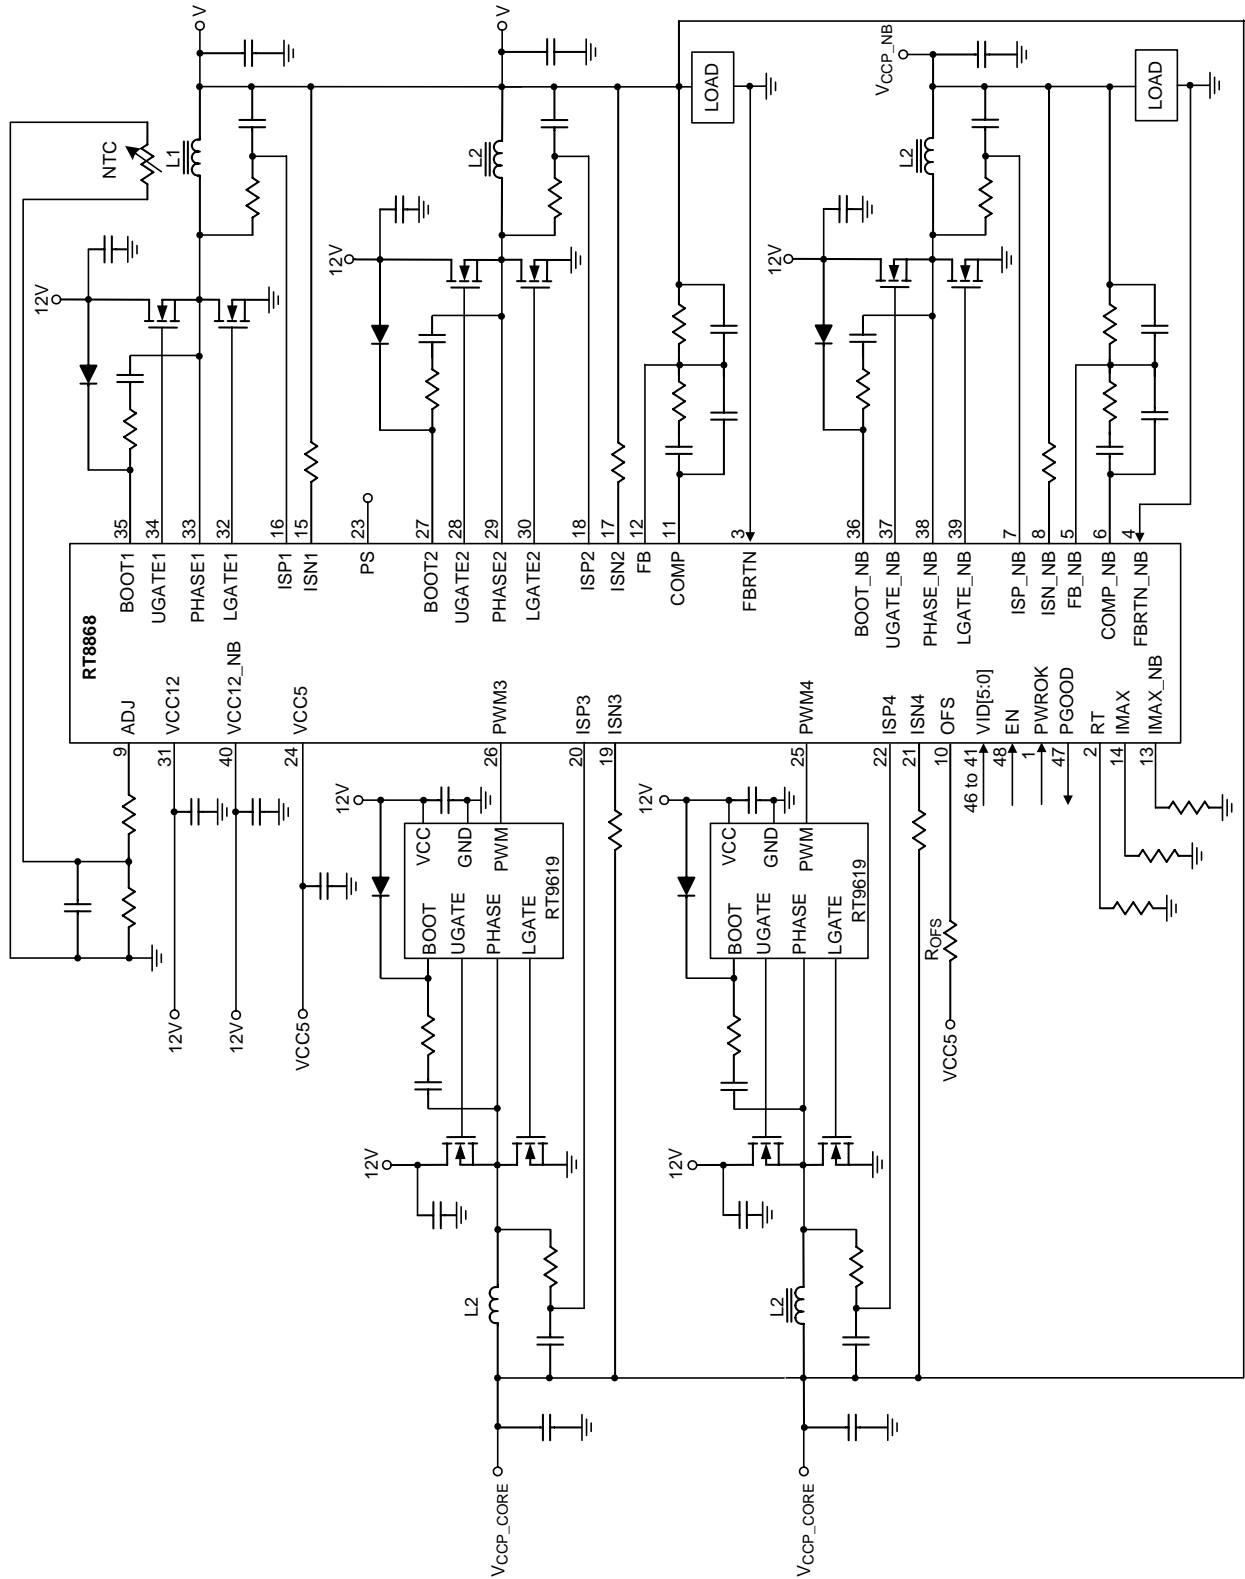 RT8868
12V
NTC
L1
V
BOOT1
35
UGATE1
34
PHASE1
33
LGATE1
32
ISP1
16
ISN1
15
PS
23
12V
L2
V
BOOT2
27
UGATE2
28
PHASE2
29
LGATE2
30
ISP2
18
ISN2
17
FB
12
COMP
11
FBRTN
3
LOAD
12V
L2
VCCP_NB
BOOT_NB
36
UGATE_NB
37
PHASE_NB
38
LGATE_NB
39
ISP_NB
7
ISN_NB
8
FB_NB
5
COMP_NB
6
FBRTN_NB
4
LOAD
9
ADJ
12V
31
VCC12
12V
40
VCC12_NB
VCC5
24
VCC5
12V
26
PWM3
BOOT
VCC
UGATE
GND
PHASE
PWM
LGATE
RT9619
12V
L2
VCCP_CORE
20
ISP3
19
ISN3
12V
25
PWM4
BOOT
VCC
UGATE
GND
PHASE
PWM
LGATE
RT9619
12V
L2
VCCP_CORE
22
ISP4
21
ISN4
VCC5
ROFS
10
OFS
46 to 41
VID[5:0]
48
EN
1
PWROK
47
PGOOD
2
RT
14
IMAX
13
IMAX_NB